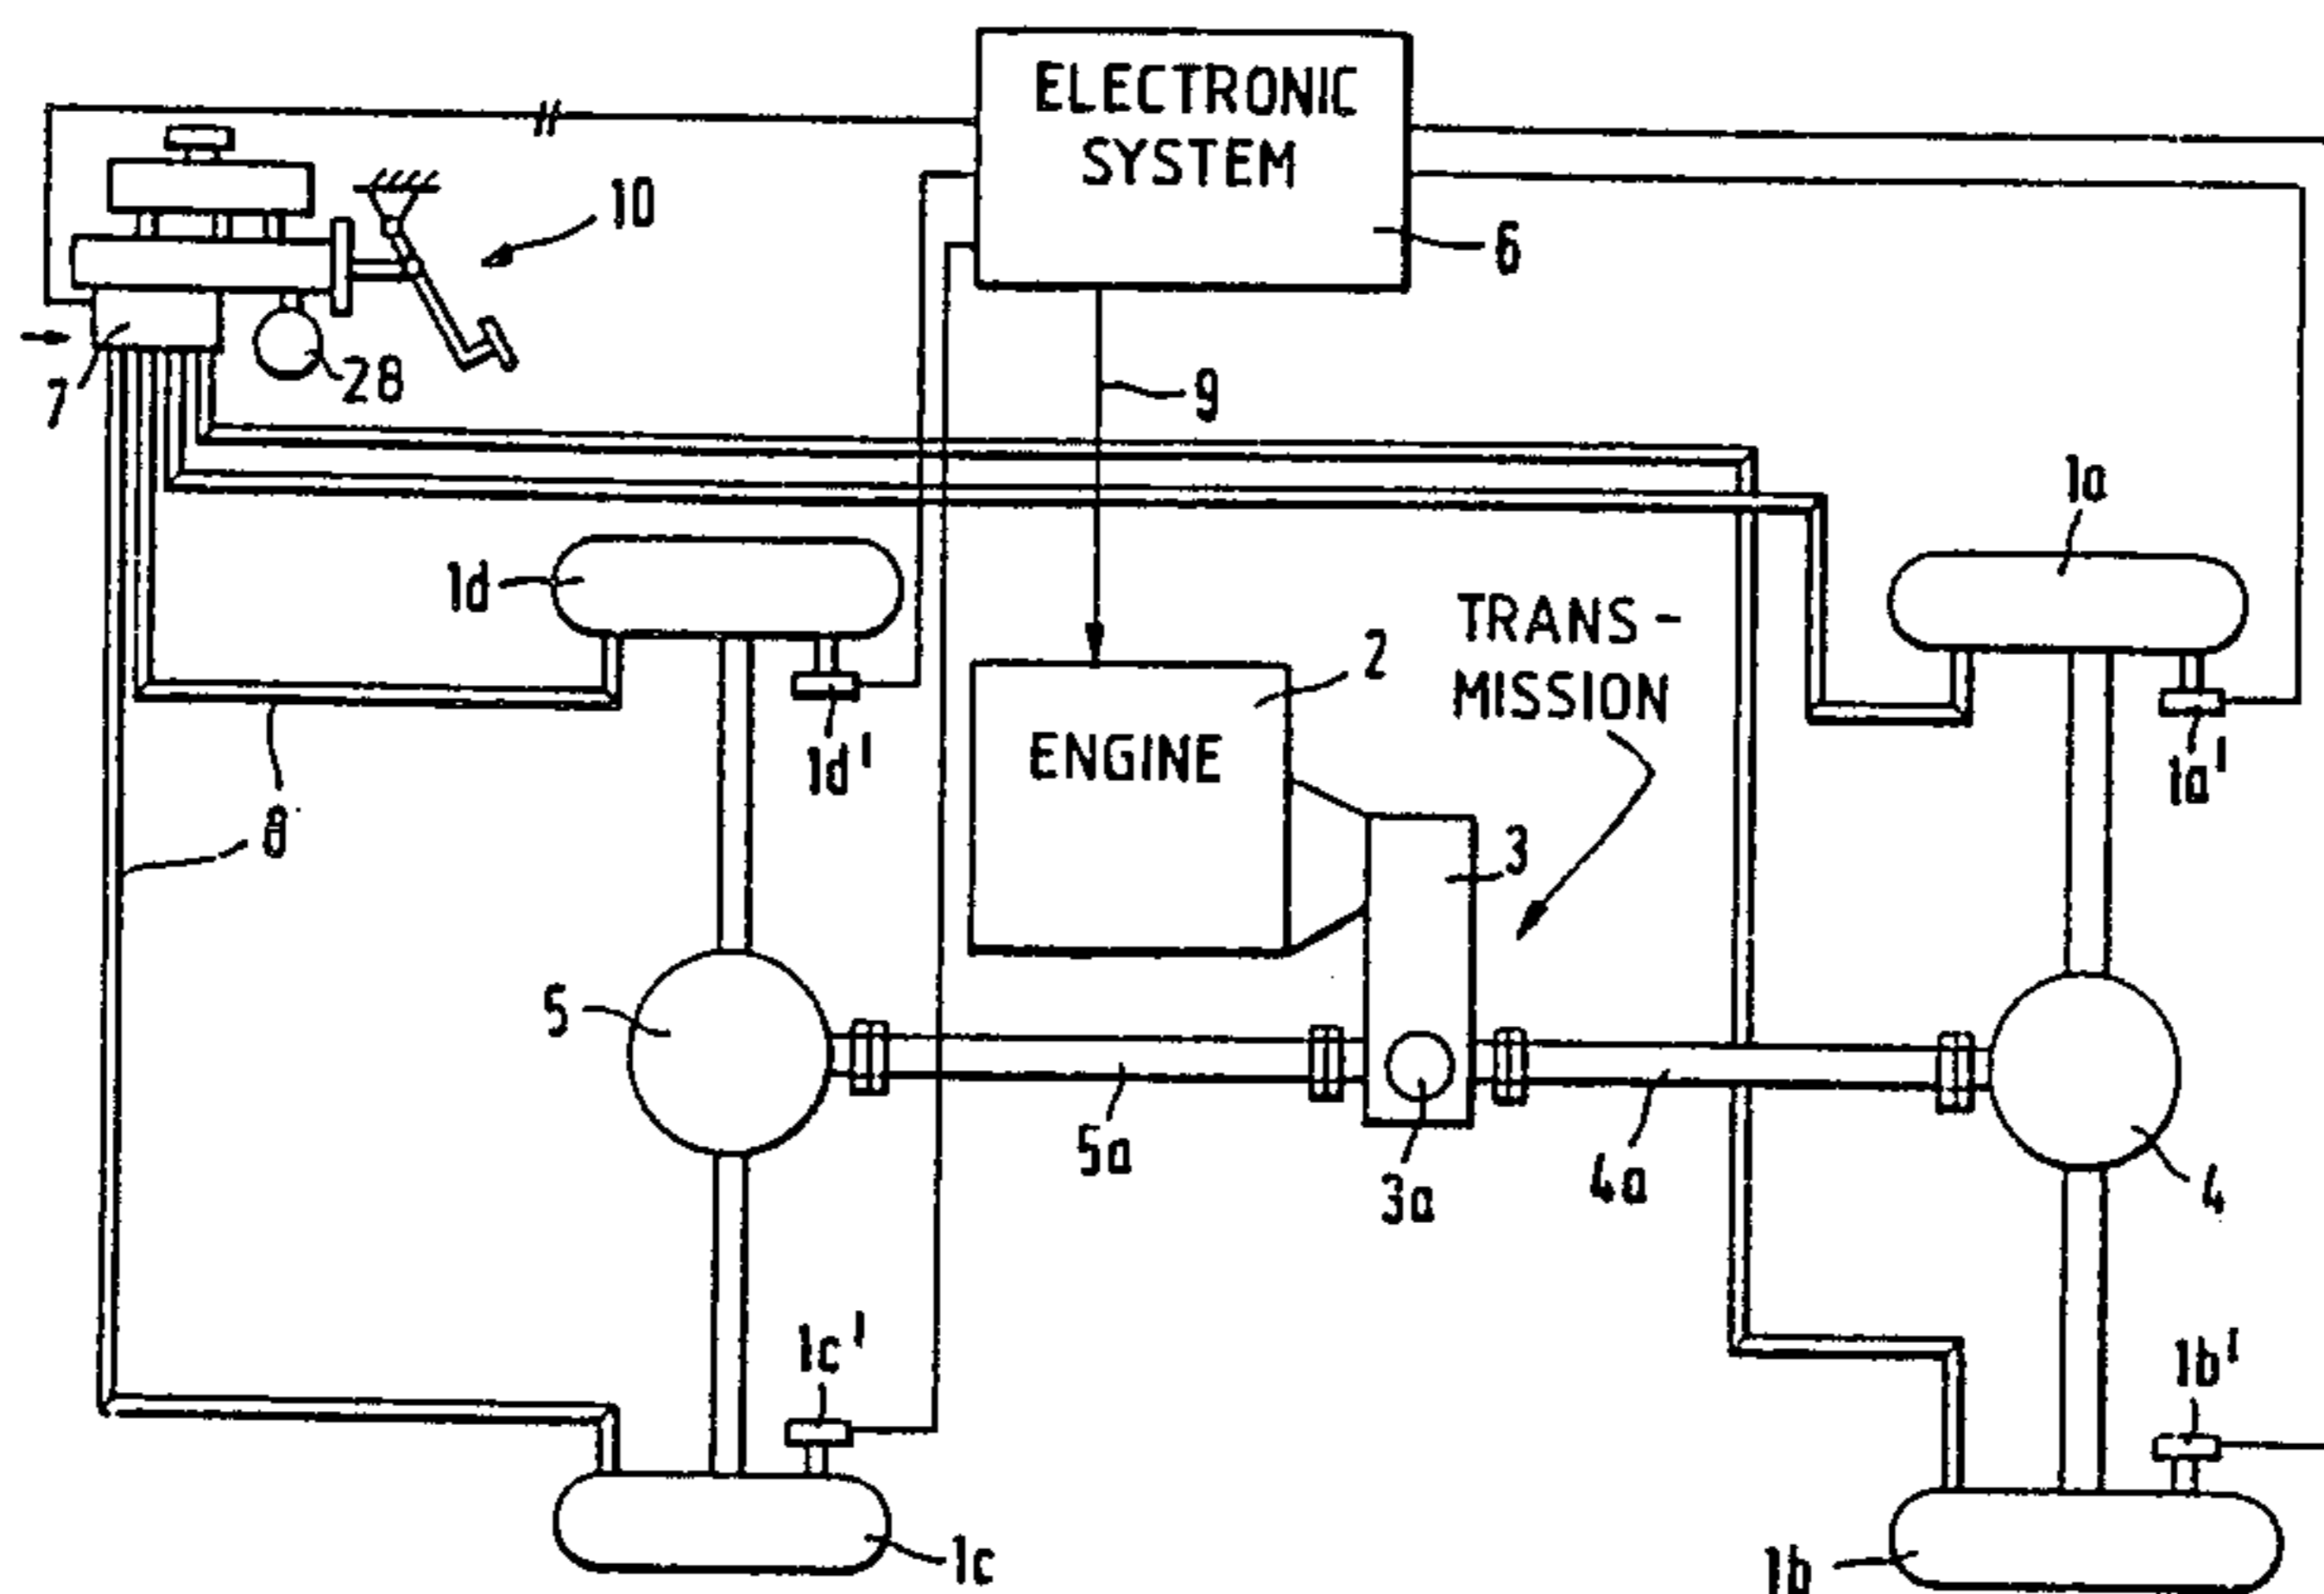 ELECTRONIC
SYSTEM
10
6
7
28
9
1a
1d
TRANS -
MISSION
2
ENGINE
1d'
1a'
8
3
5
5a
3a
4a
4
1c'
1b'
1c
1b